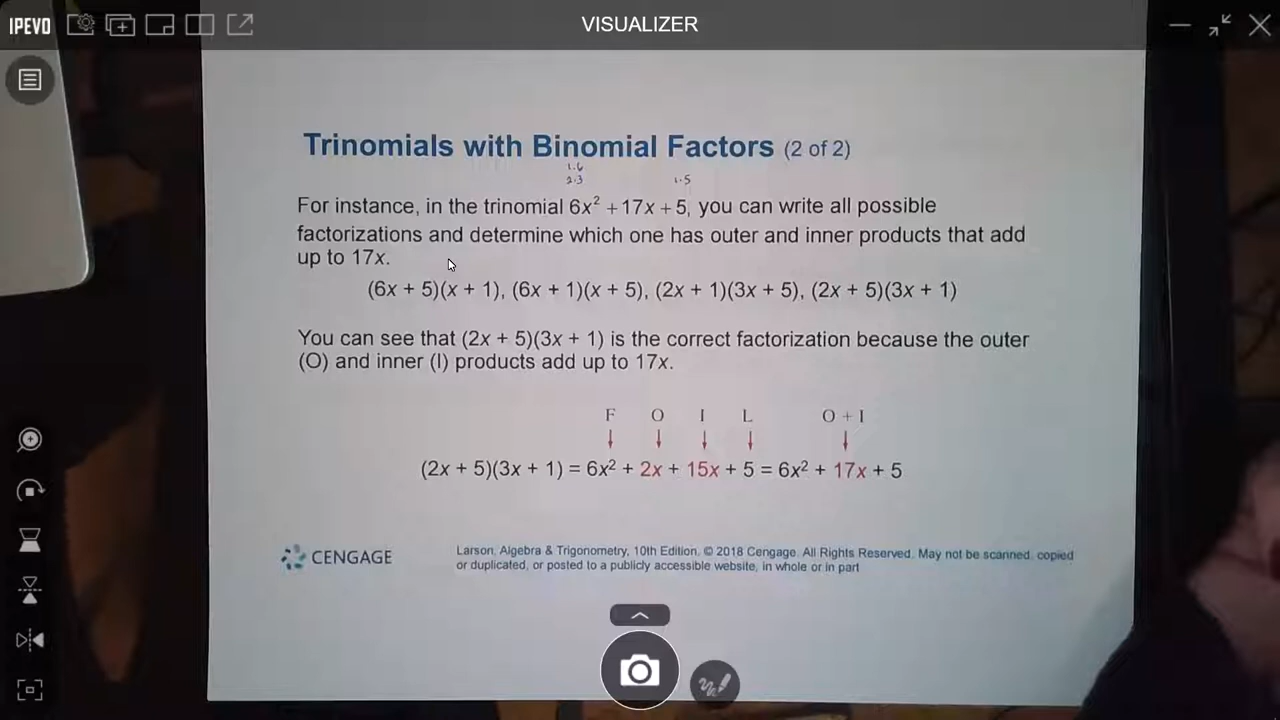 IPEVO
VISUALIZER
Trinomials with Binomial Factors (2 of 2)
1·6
2·3 1·5
For instance, in the trinomial 6x² + 17x + 5, you can write all possible
factorizations and determine which one has outer and inner products that add
up to 17x.
(6x + 5)(x + 1), (6x + 1)(x + 5), (2x + 1)(3x + 5), (2x + 5)(3x + 1)
You can see that (2x + 5)(3x + 1) is the correct factorization because the outer
(O) and inner (I) products add up to 17x.
F O I L O + I
↓ ↓ ↓ ↓ ↓
(2x + 5)(3x + 1) = 6x² + 2x + 15x + 5 = 6x² + 17x + 5
CENGAGE
Larson, Algebra & Trigonometry, 10th Edition. © 2018 Cengage. All Rights Reserved. May not be scanned, copied
or duplicated, or posted to a publicly accessible website, in whole or in part